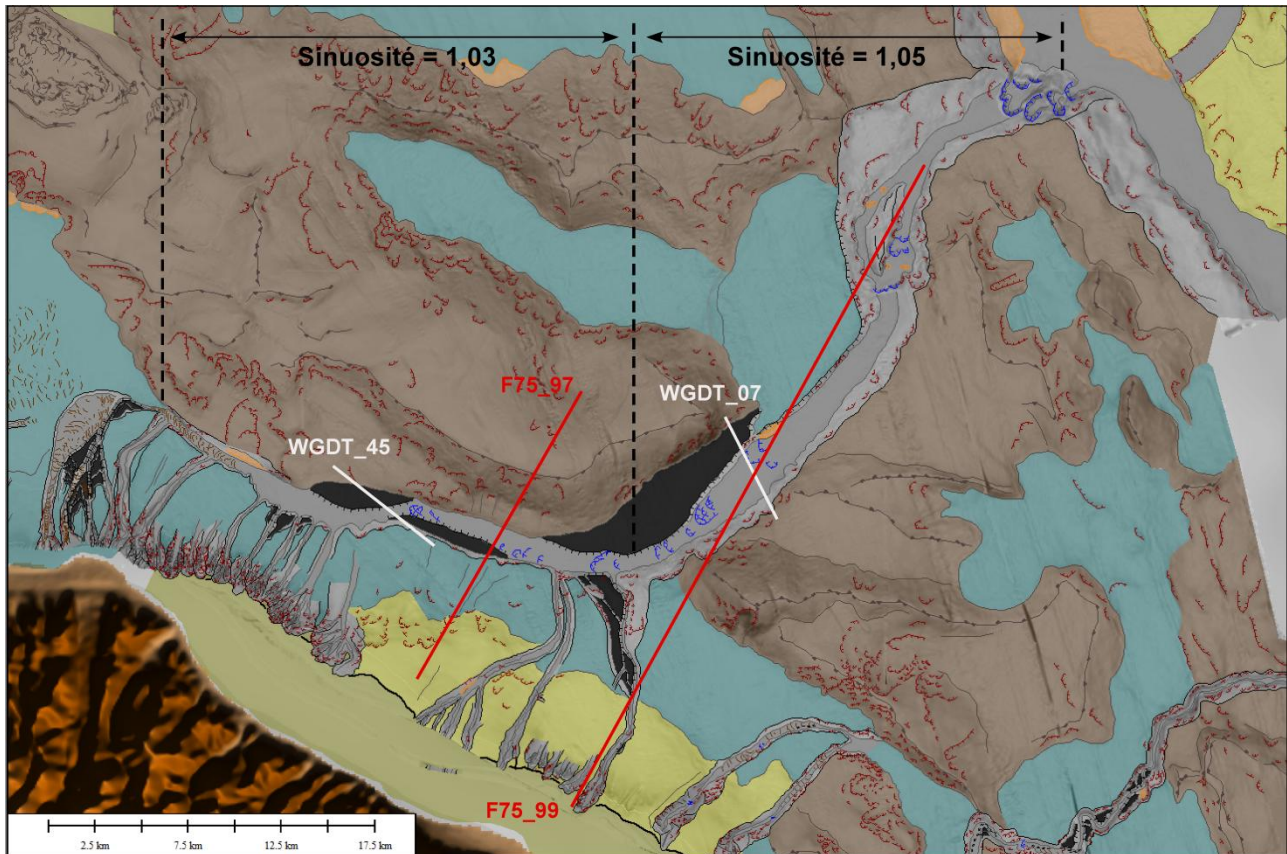 Sinuosité = 1,03
Sinuosité = 1,05
F75_97
WGDT_07
WGDT_45
F75_99
2.5 km 7.5 km 12.5 km 17.5 km